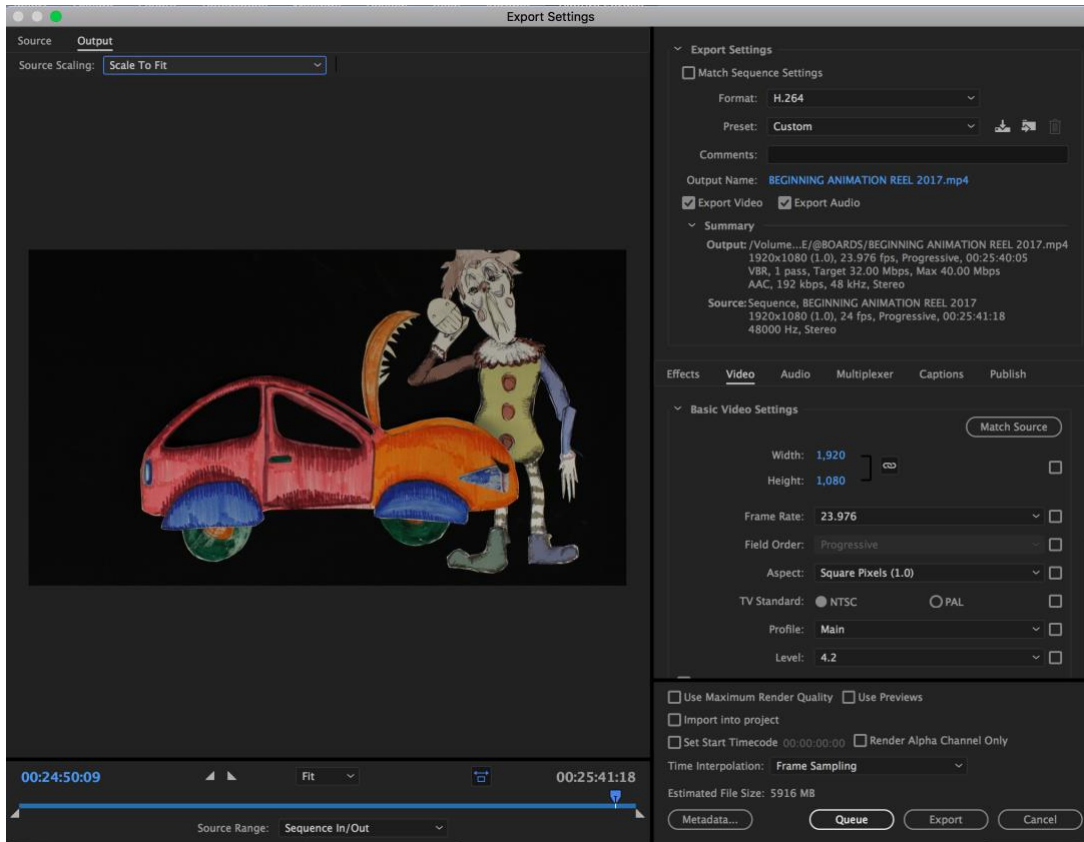 Export Settings
Source Output
Source Scaling: Scale To Fit
00:24:50:09 Fit 00:25:41:18
Source Range: Sequence In/Out
Export Settings
Match Sequence Settings
Format: H.264
Preset: Custom
Comments:
Output Name: BEGINNING ANIMATION REEL 2017.mp4
Export Video Export Audio
Summary
Output: /Volume...E/@BOARDS/BEGINNING ANIMATION REEL 2017.mp4
1920x1080 (1.0), 23.976 fps, Progressive, 00:25:40:05
VBR, 1 pass, Target 32.00 Mbps, Max 40.00 Mbps
AAC, 192 kbps, 48 kHz, Stereo
Source: Sequence, BEGINNING ANIMATION REEL 2017
1920x1080 (1.0), 24 fps, Progressive, 00:25:41:18
48000 Hz, Stereo
Effects Video Audio Multiplexer Captions Publish
Basic Video Settings
Match Source
Width: 1,920
Height: 1,080
Frame Rate: 23.976
Field Order: Progressive
Aspect: Square Pixels (1.0)
TV Standard: NTSC PAL
Profile: Main
Level: 4.2
Use Maximum Render Quality Use Previews
Import into project
Set Start Timecode 00:00:00:00 Render Alpha Channel Only
Time Interpolation: Frame Sampling
Estimated File Size: 5916 MB
Metadata... Queue Export Cancel